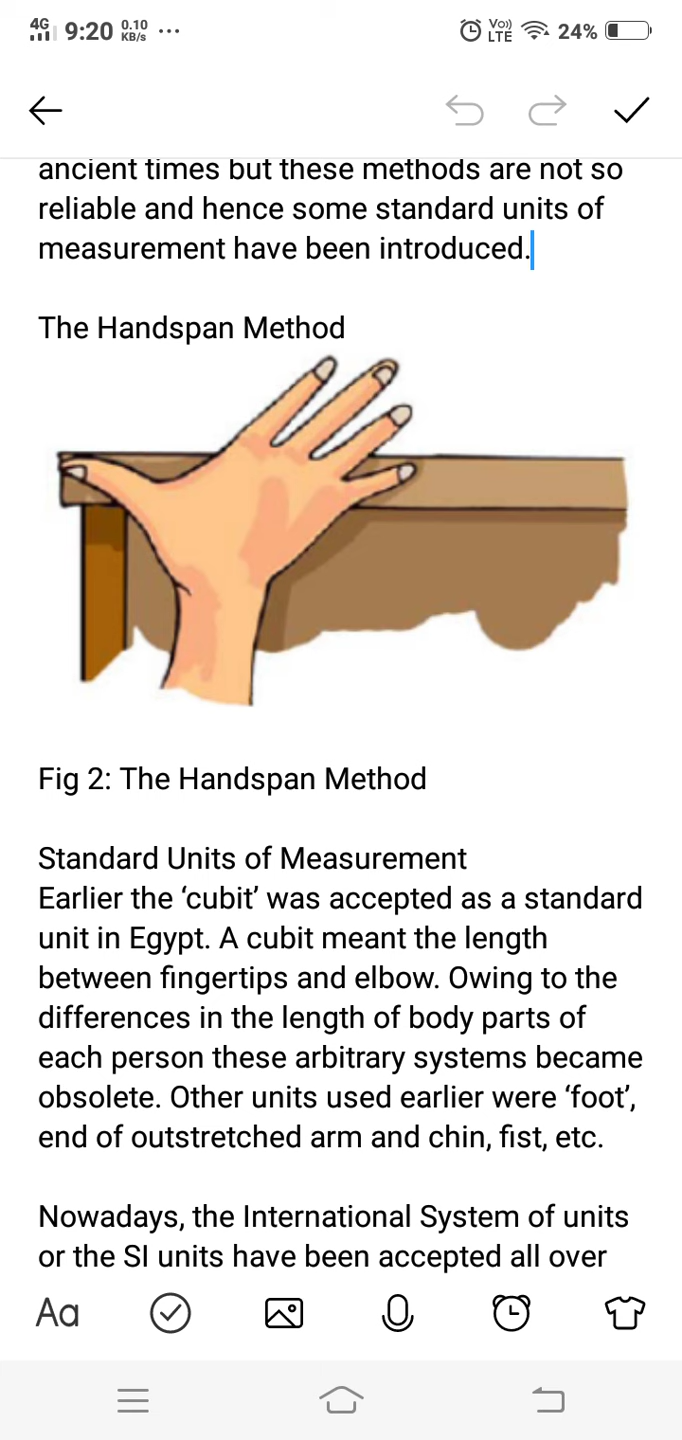 4G 9:20 0.10 KB/s ... Vo)) LTE 24%
ancient times but these methods are not so
reliable and hence some standard units of
measurement have been introduced.
The Handspan Method
Fig 2: The Handspan Method
Standard Units of Measurement
Earlier the ‘cubit’ was accepted as a standard
unit in Egypt. A cubit meant the length
between fingertips and elbow. Owing to the
differences in the length of body parts of
each person these arbitrary systems became
obsolete. Other units used earlier were ‘foot’,
end of outstretched arm and chin, fist, etc.
Nowadays, the International System of units
or the SI units have been accepted all over
Aa